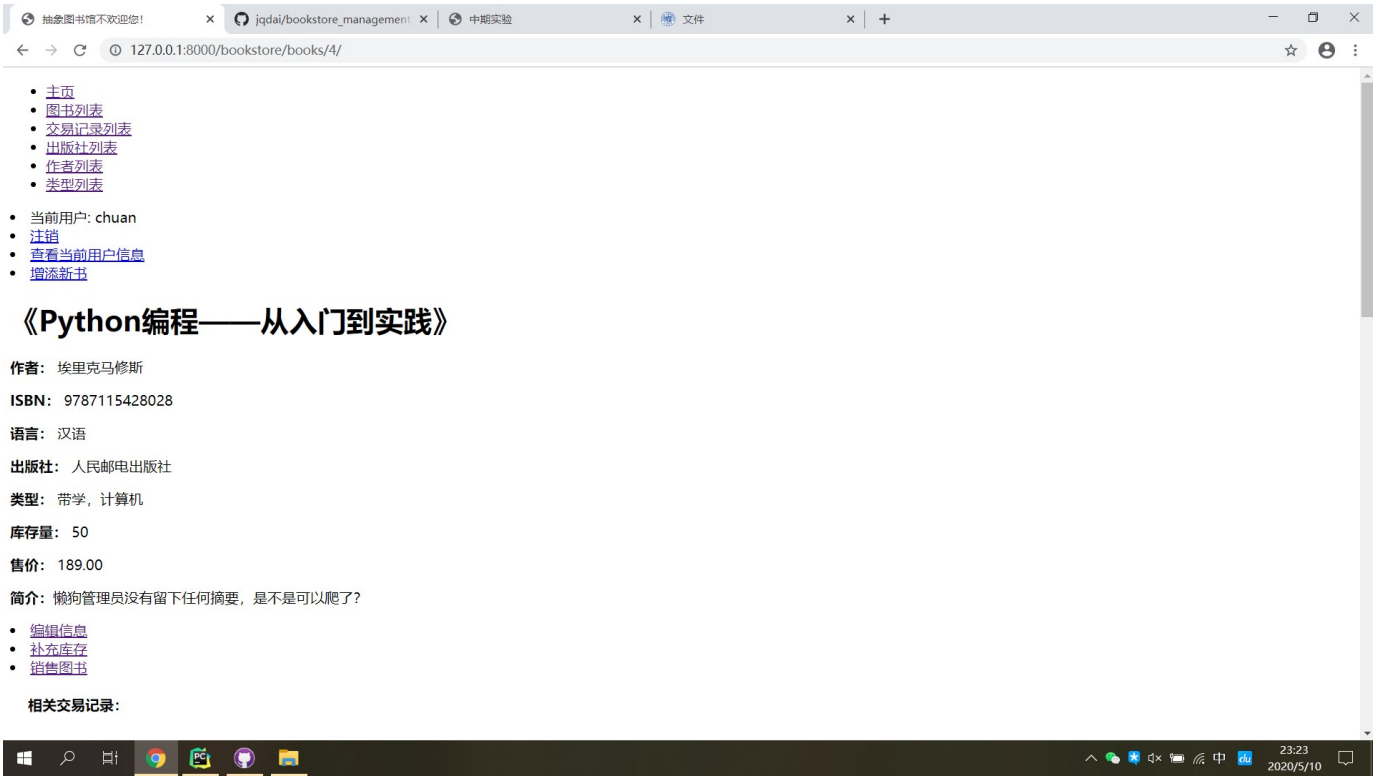 抽象图书馆不欢迎您!
jqdai/bookstore_management
中期实验
文件
127.0.0.1:8000/bookstore/books/4/
主页
图书列表
交易记录列表
出版社列表
作者列表
类型列表
当前用户: chuan
注销
查看当前用户信息
增添新书
《Python编程——从入门到实践》
作者： 埃里克马修斯
ISBN： 9787115428028
语言： 汉语
出版社： 人民邮电出版社
类型： 带学，计算机
库存量： 50
售价： 189.00
简介：懒狗管理员没有留下任何摘要，是不是可以爬了?
编辑信息
补充库存
销售图书
相关交易记录：
PC
中
du
23:23
2020/5/10